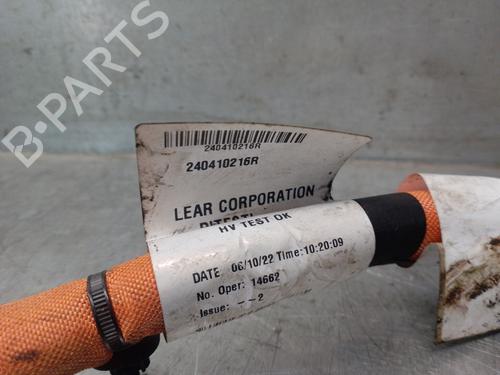 B-PARTS
240410216R
240410216R
LEAR CORPORATION
HV TEST OK
DATE 06/10/22 Time:10:20:09
No. Oper: 14662
Issue: - -2